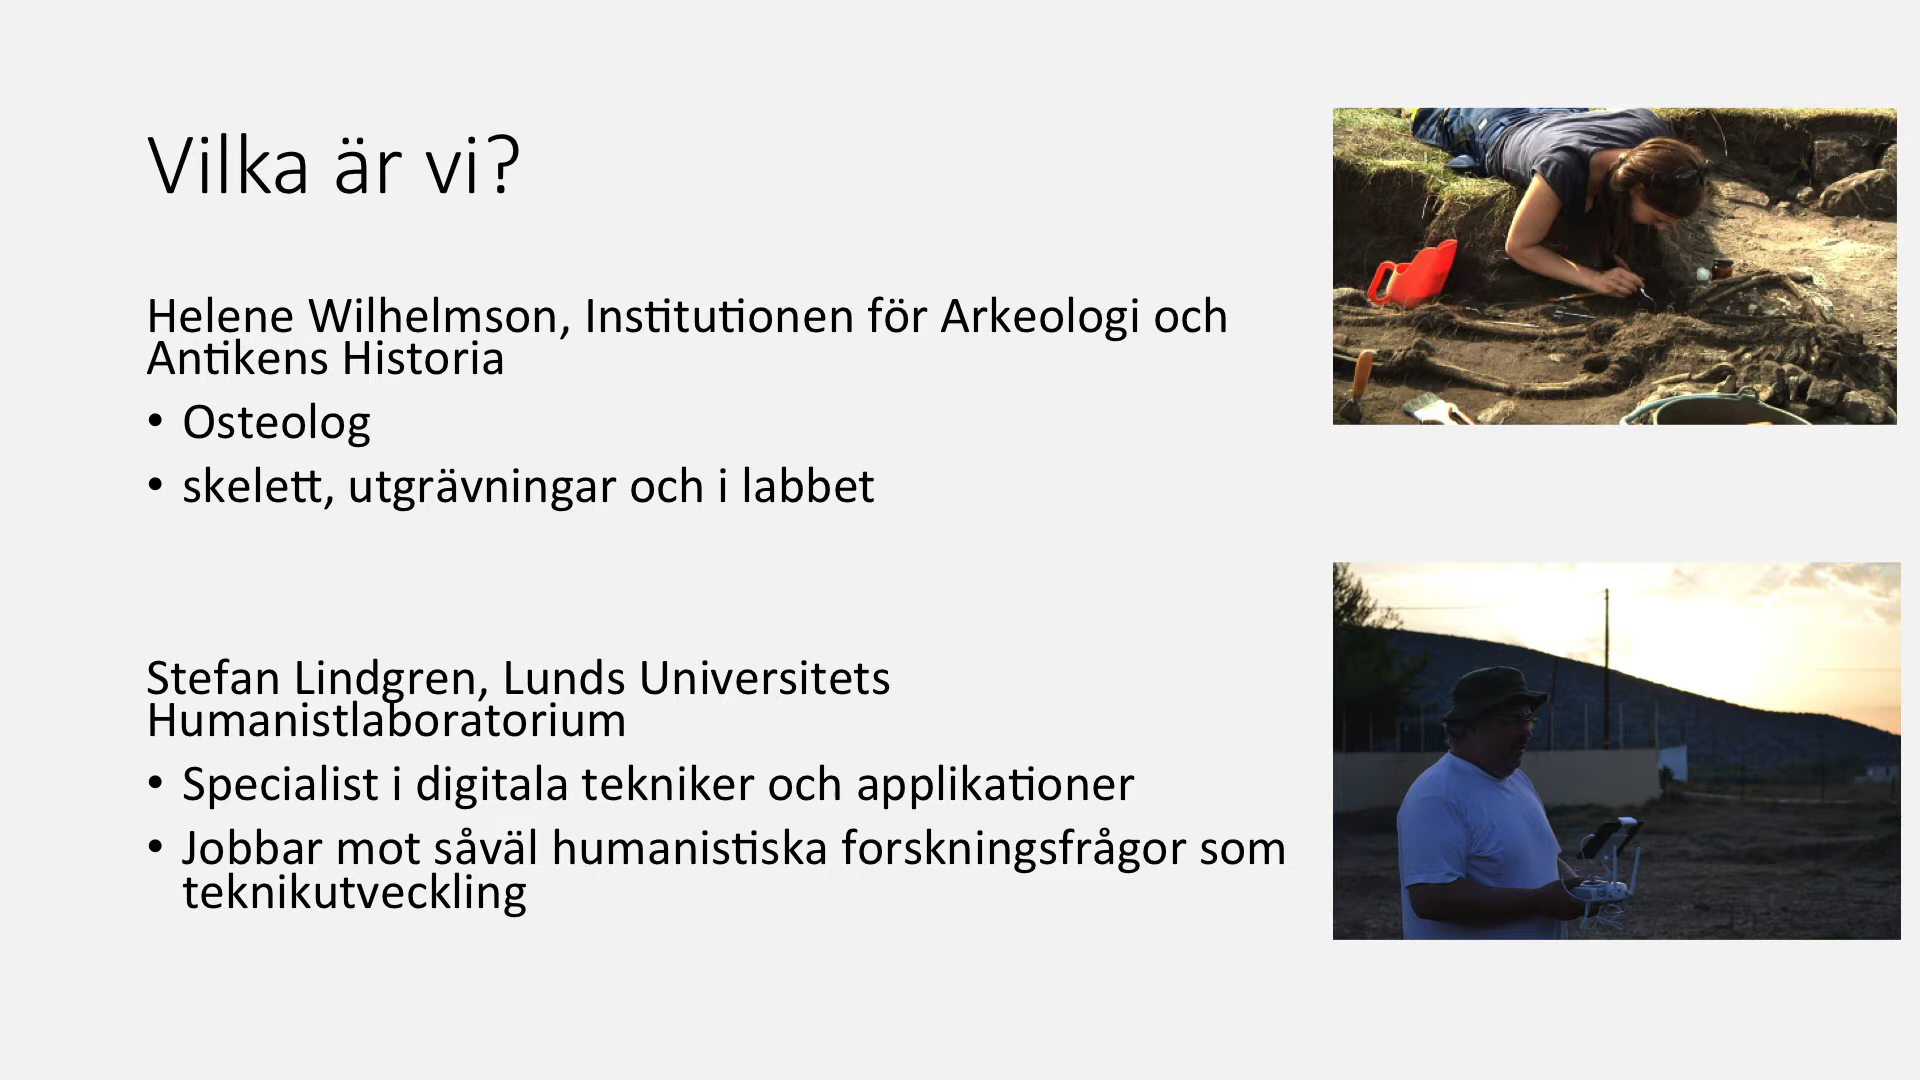 Vilka är vi?
Helene Wilhelmson, Institutionen för Arkeologi och
Antikens Historia
• Osteolog
• skelett, utgrävningar och i labbet
Stefan Lindgren, Lunds Universitets
Humanistlaboratorium
• Specialist i digitala tekniker och applikationer
• Jobbar mot såväl humanistiska forskningsfrågor som
teknikutveckling